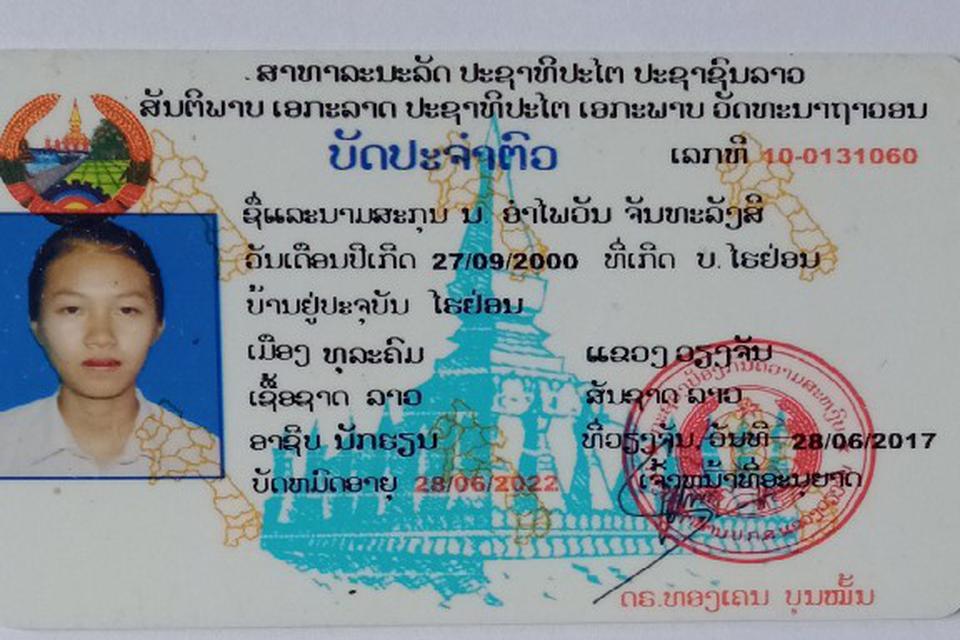 ສາທາລະນະລັດ ປະຊາທິປະໄຕ ປະຊາຊົນລາວ
ສັນຕິພາບ ເອກະລາດ ປະຊາທິປະໄຕ ເອກະພາບ ວັດທະນາຖາວອນ
ບັດປະຈຳຕົວ ເລກທີ 10-0131060
ຊື່ແລະນາມສະກຸນ ນ. ອຳໄພວັນ ຈັນທະລັງສີ
ວັນເດືອນປີເກີດ 27/09/2000 ທີ່ເກີດ ບ. ໄຮຢ່ອນ
ບ້ານຢູ່ປະຈຸບັນ ໄຮຢ່ອນ
ເມືອງ ທຸລະຄົມ ແຂວງ ວຽງຈັນ
ເຊື້ອຊາດ ລາວ ສັນຊາດ ລາວ
ອາຊີບ ນັກຮຽນ ທີ່ວຽງຈັນ ວັນທີ 28/06/2017
ບັດຫມົດອາຍຸ 28/06/2022 ເຈົ້າໜ້າທີ່ອະນຸຍາດ
ດຣ.ທອງເຄນ ບຸນໝັ້ນ